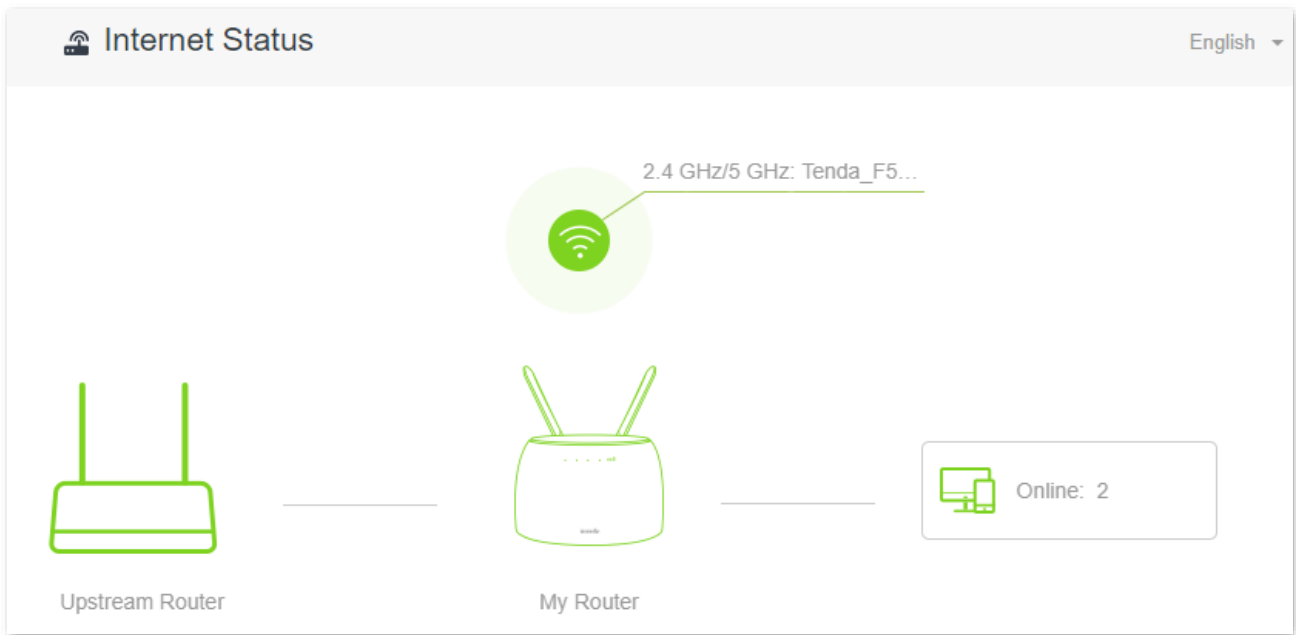 Internet Status
English
2.4 GHz/5 GHz: Tenda_F5...
Online: 2
Upstream Router
My Router